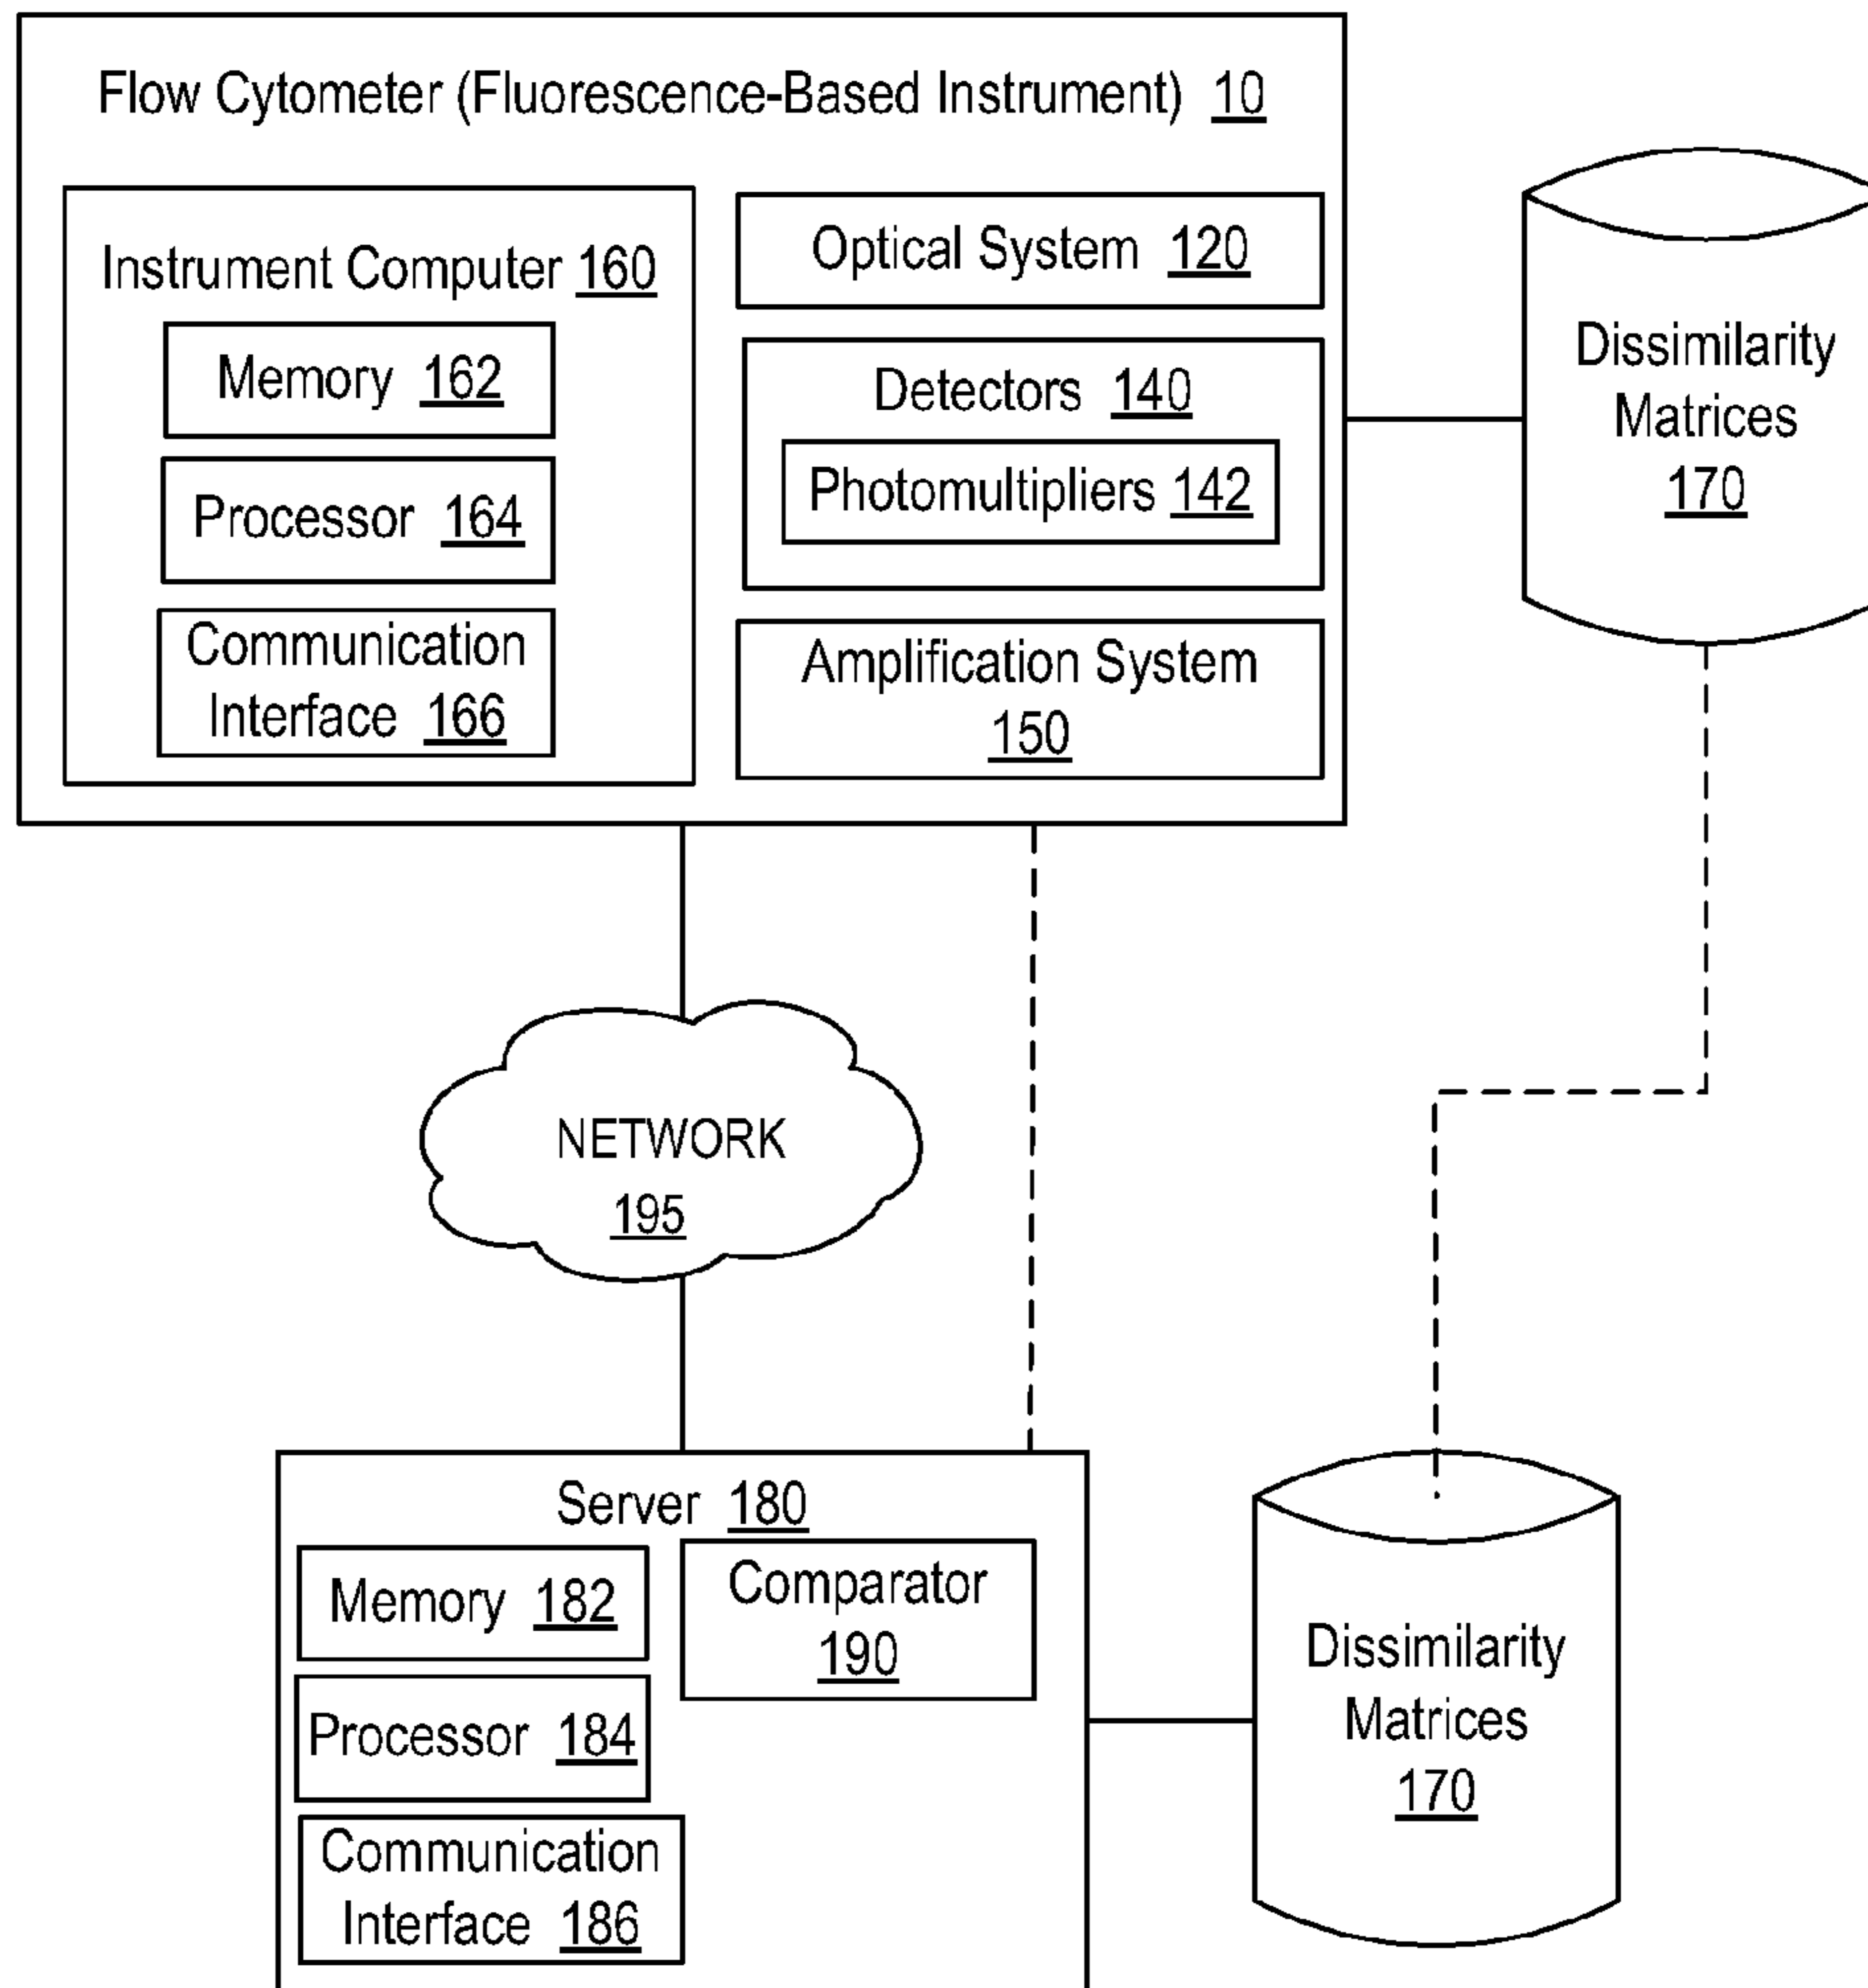 Flow Cytometer (Fluorescence-Based Instrument) 10
Instrument Computer 160
Memory 162
Processor 164
Communication
Interface 166
Optical System 120
Detectors 140
Photomultipliers 142
Amplification System
150
Dissimilarity
Matrices
170
NETWORK
195
Server 180
Memory 182
Processor 184
Communication
Interface 186
Comparator
190
Dissimilarity
Matrices
170